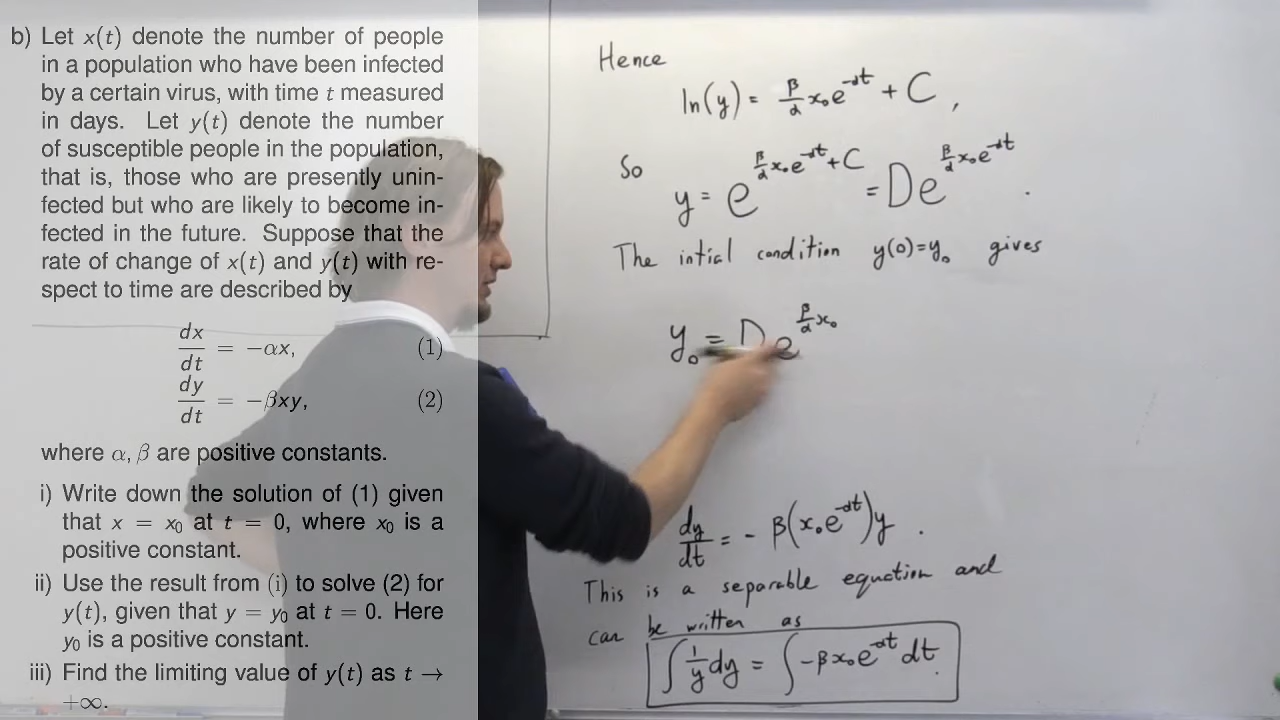 b) Let x(t) denote the number of people
in a population who have been infected
by a certain virus, with time t measured
in days. Let y(t) denote the number
of susceptible people in the population,
that is, those who are presently unin-
fected but who are likely to become in-
fected in the future. Suppose that the
rate of change of x(t) and y(t) with re-
spect to time are described by
dx/dt = −αx, (1)
dy/dt = −βxy, (2)
where α, β are positive constants.
i) Write down the solution of (1) given
that x = x₀ at t = 0, where x₀ is a
positive constant.
ii) Use the result from (i) to solve (2) for
y(t), given that y = y₀ at t = 0. Here
y₀ is a positive constant.
iii) Find the limiting value of y(t) as t →
+∞.
Hence
ln(y) = β/α x₀e^(-αt) + C,
So
y = e^(β/α x₀e^(-αt) + C) = De^(β/α x₀e^(-αt)).
The intial condition y(0)=y₀ gives
y₀ = De^(β/α x₀)
dy/dt = - β(x₀e^(-αt))y.
This is a separable equation and
can be written as
∫ 1/y dy = ∫ -βx₀e^(-αt) dt.